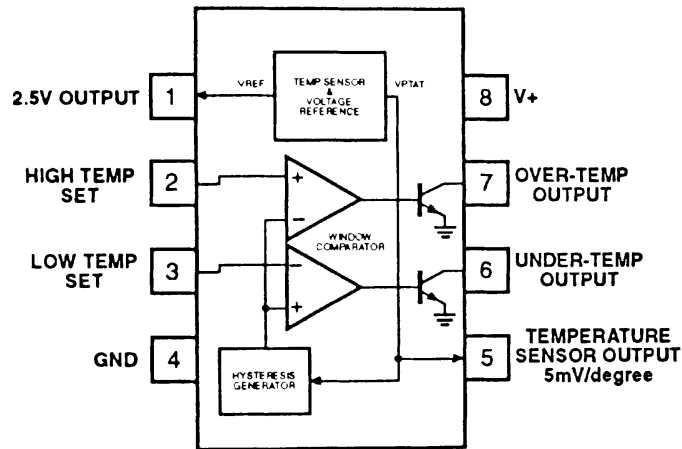 VREF
TEMP SENSOR
&
VOLTAGE
REFERENCE
VPTAT
2.5V OUTPUT
1
8
V+
HIGH TEMP
SET
2
+
−
7
OVER-TEMP
OUTPUT
WINDOW
COMPARATOR
LOW TEMP
SET
3
−
+
6
UNDER-TEMP
OUTPUT
GND
4
HYSTERESIS
GENERATOR
5
TEMPERATURE
SENSOR OUTPUT
5mV/degree